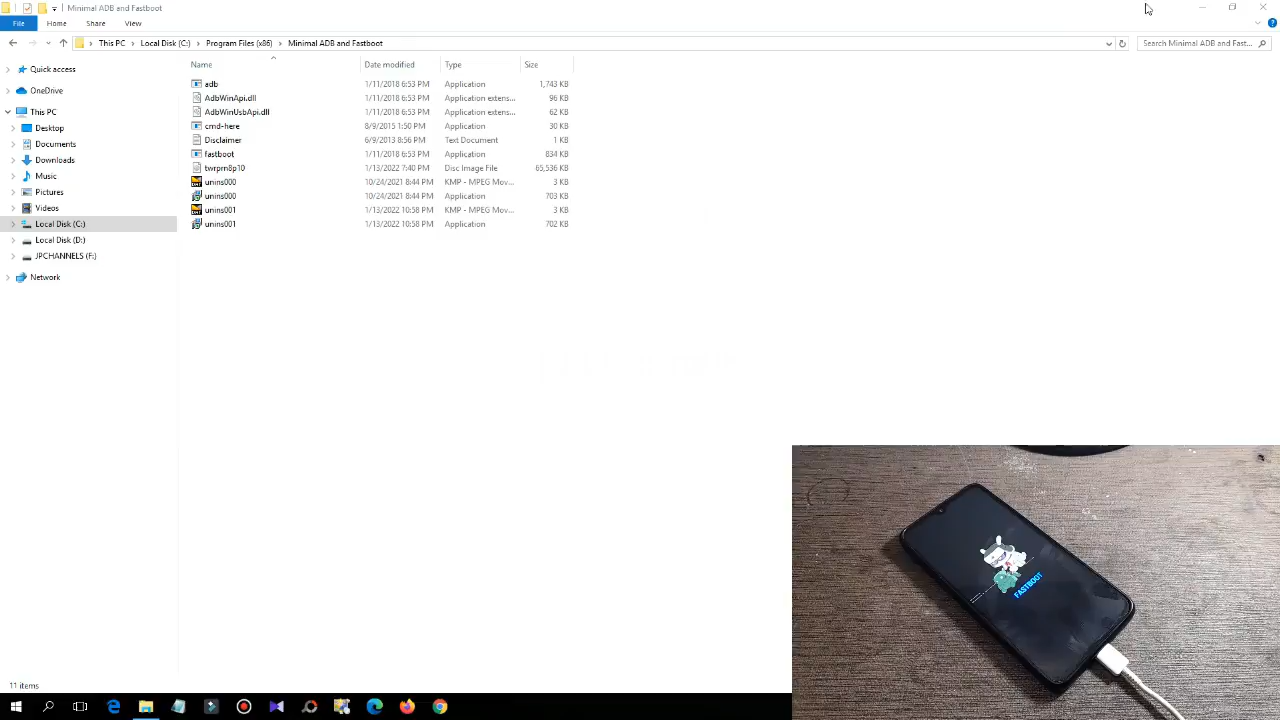 Minimal ADB and Fastboot
File Home Share View
This PC Local Disk (C:) Program Files (x86) Minimal ADB and Fastboot Search Minimal ADB and Fast...
Name Date modified Type Size
Quick access
OneDrive
This PC
Desktop
Documents
Downloads
Music
Pictures
Videos
Local Disk (C:)
Local Disk (D:)
JPCHANNELS (F:)
Network
adb 1/11/2018 6:53 PM Application 1,743 KB
AdbWinApi.dll 1/11/2018 6:53 PM Application extens... 96 KB
AdbWinUsbApi.dll 1/11/2018 6:53 PM Application extens... 62 KB
cmd-here 8/9/2015 1:50 PM Application 30 KB
Disclaimer 6/9/2013 8:56 PM Text Document 1 KB
fastboot 1/11/2018 6:53 PM Application 834 KB
twrprn8p10 1/13/2022 7:40 PM Disc Image File 65,536 KB
unins000 10/24/2021 8:44 PM KMP - MPEG Mov... 3 KB
unins000 10/24/2021 8:44 PM Application 703 KB
unins001 1/13/2022 10:58 PM KMP - MPEG Mov... 3 KB
unins001 1/13/2022 10:58 PM Application 702 KB
FASTBOOT
11 items